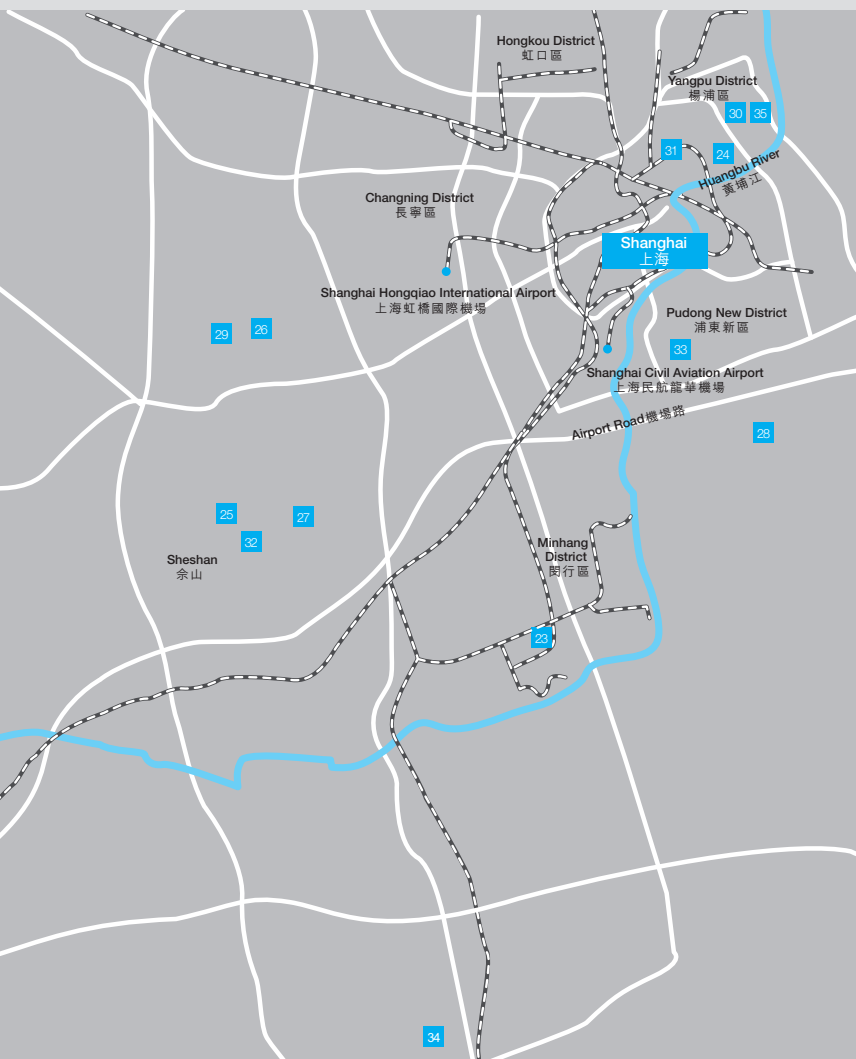 Hongkou District
虹口區
Yangpu District
楊浦區
30
35
31
24
Huangbu River
黃埔江
Changning District
長寧區
Shanghai
上海
Shanghai Hongqiao International Airport
上海虹橋國際機場
29
26
Pudong New District
浦東新區
33
Shanghai Civil Aviation Airport
上海民航龍華機場
Airport Road機場路
28
25
27
32
Sheshan
佘山
Minhang
District
閔行區
23
34